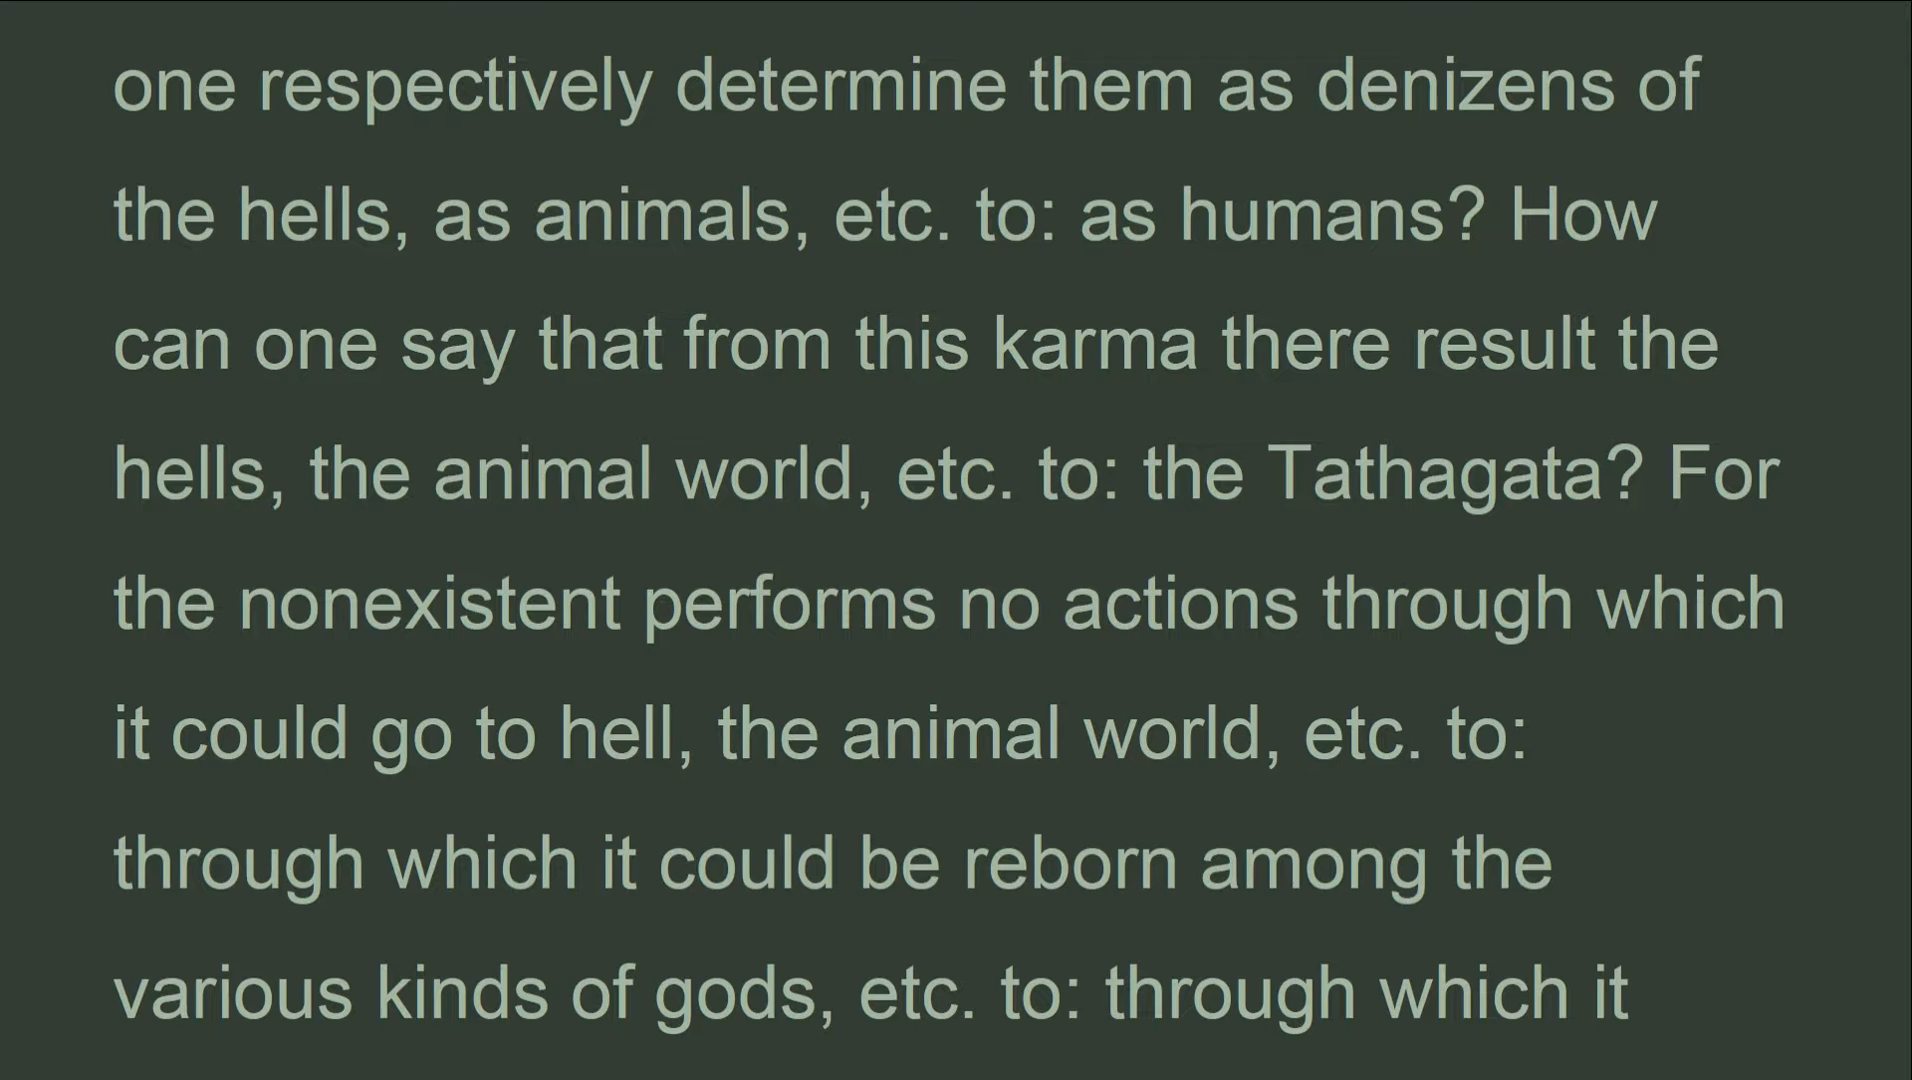 one respectively determine them as denizens of
the hells, as animals, etc. to: as humans? How
can one say that from this karma there result the
hells, the animal world, etc. to: the Tathagata? For
the nonexistent performs no actions through which
it could go to hell, the animal world, etc. to:
through which it could be reborn among the
various kinds of gods, etc. to: through which it